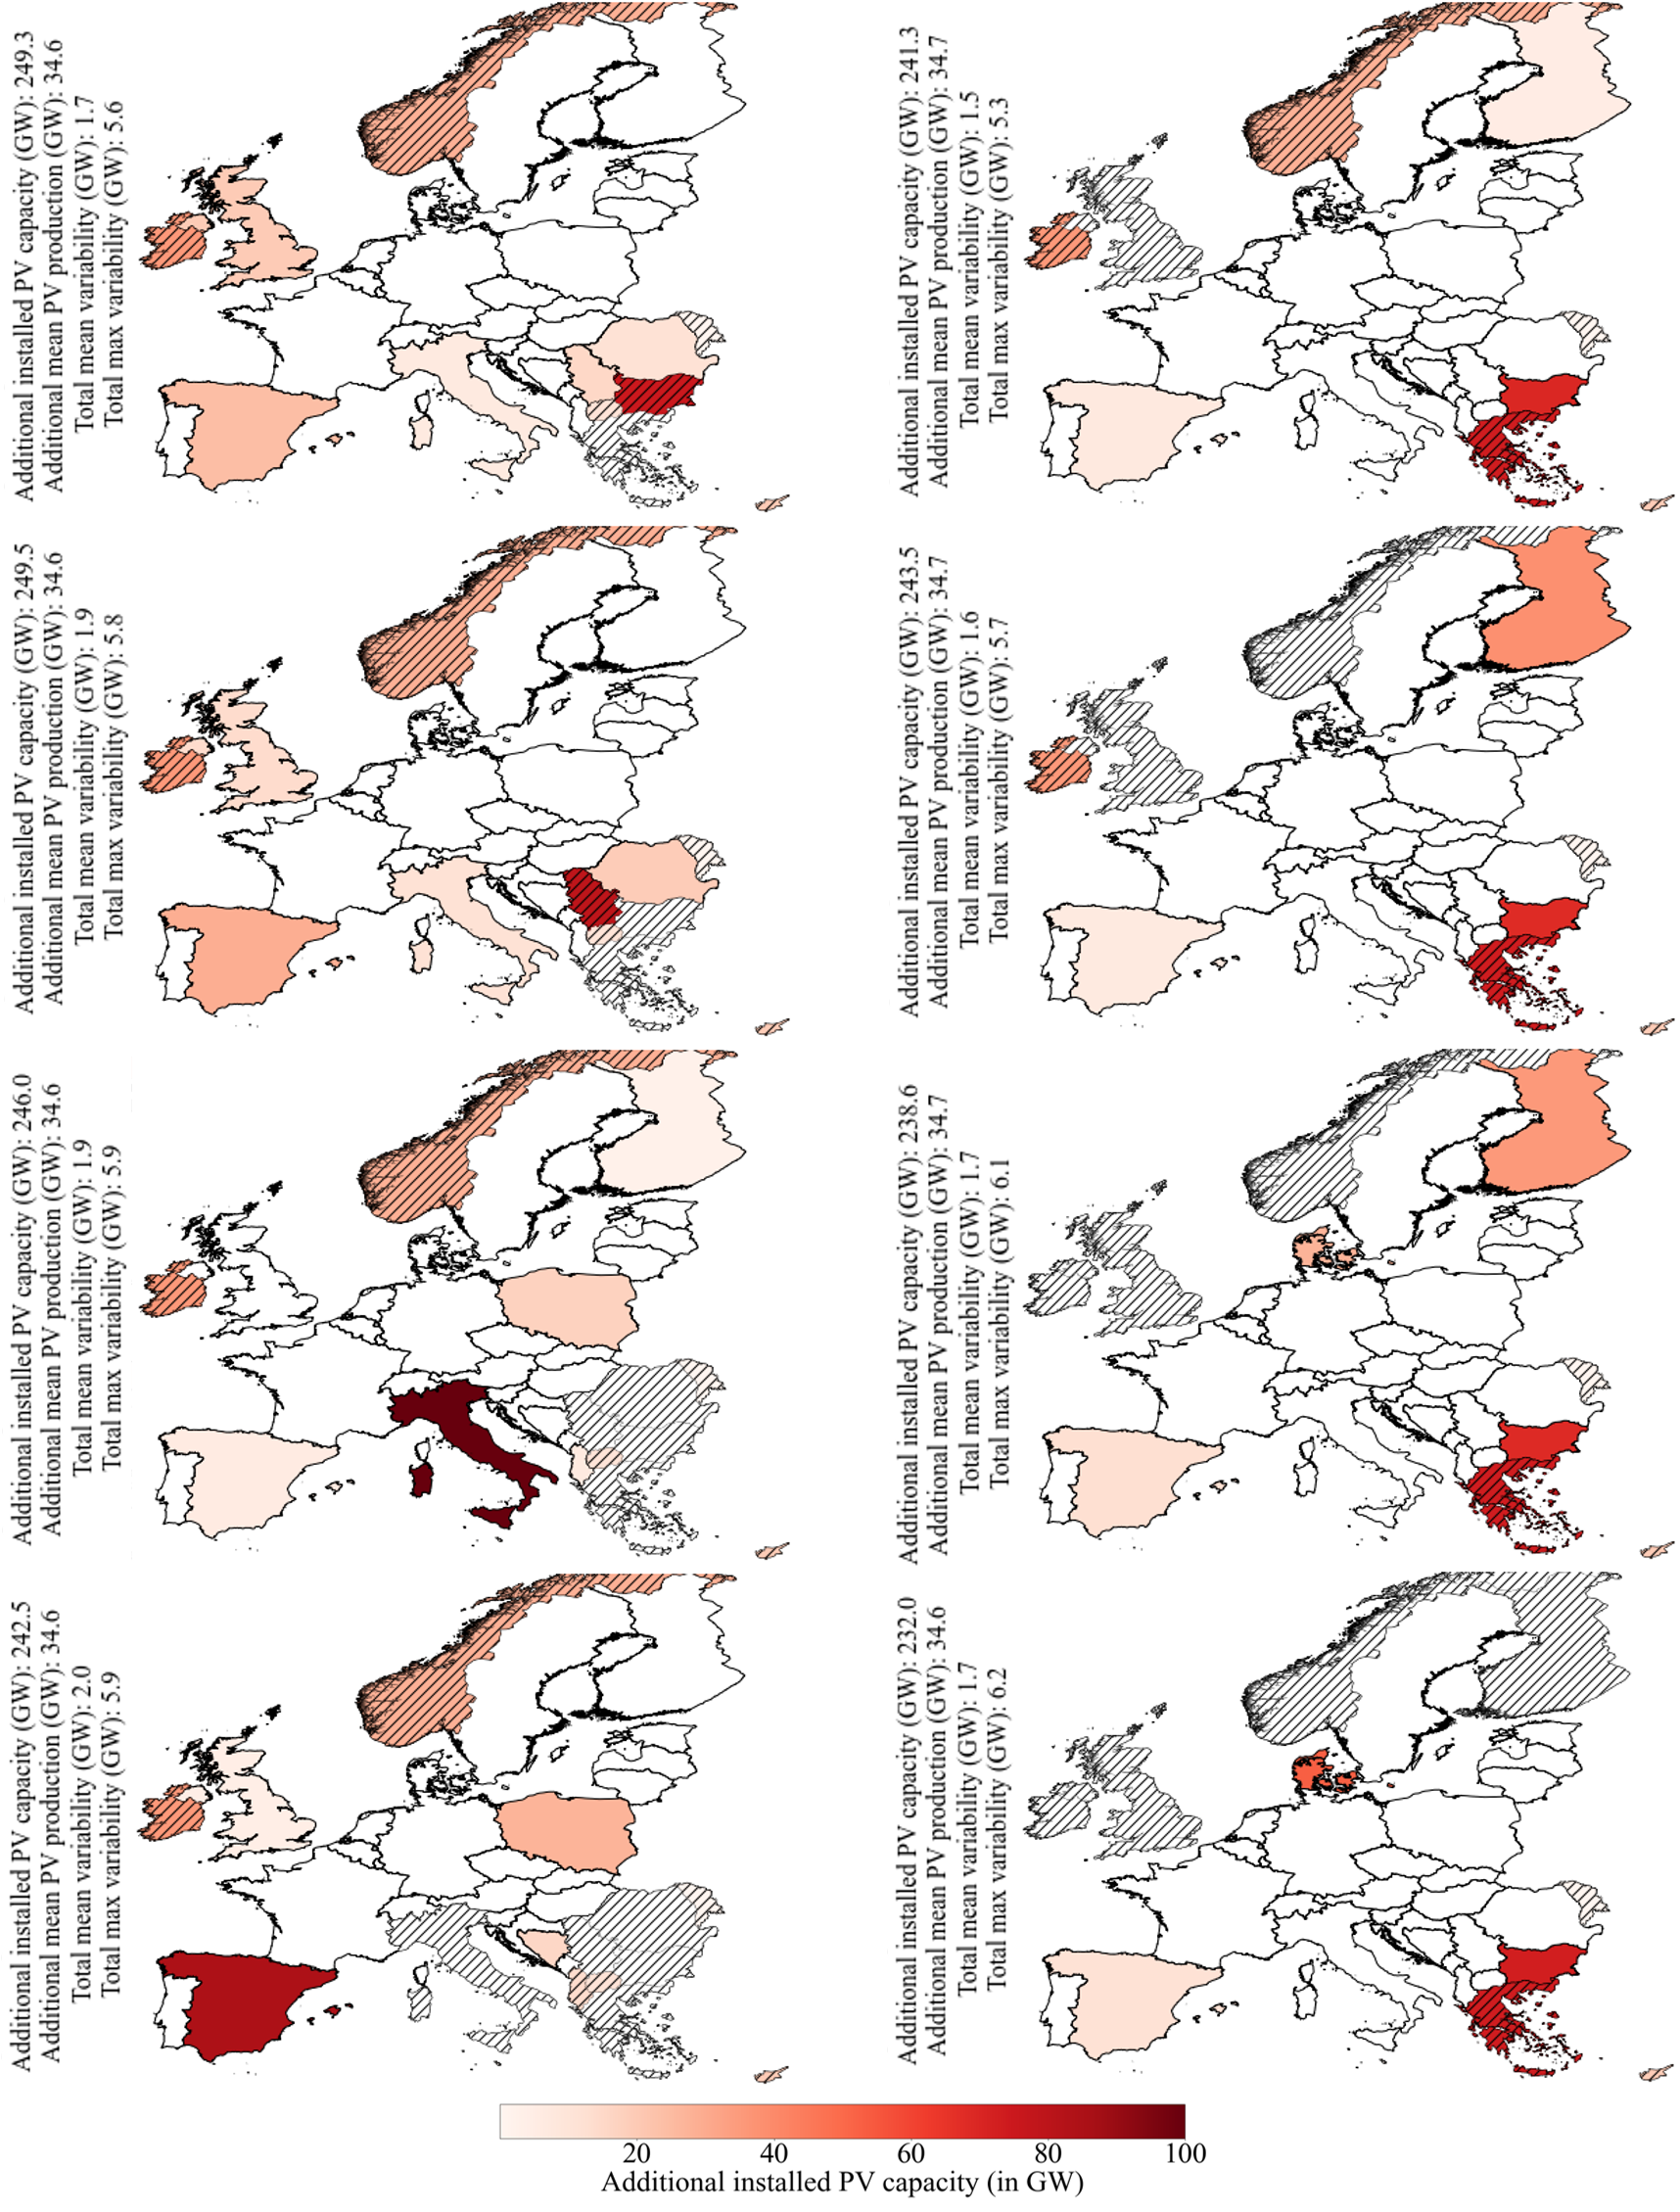 Additional installed PV capacity (GW): 249.3
Additional mean PV production (GW): 34.6
Total mean variability (GW): 1.7
Total max variability (GW): 5.6
Additional installed PV capacity (GW): 241.3
Additional mean PV production (GW): 34.7
Total mean variability (GW): 1.5
Total max variability (GW): 5.3
Additional installed PV capacity (GW): 249.5
Additional mean PV production (GW): 34.6
Total mean variability (GW): 1.9
Total max variability (GW): 5.8
Additional installed PV capacity (GW): 243.5
Additional mean PV production (GW): 34.7
Total mean variability (GW): 1.6
Total max variability (GW): 5.7
Additional installed PV capacity (GW): 246.0
Additional mean PV production (GW): 34.6
Total mean variability (GW): 1.9
Total max variability (GW): 5.9
Additional installed PV capacity (GW): 238.6
Additional mean PV production (GW): 34.7
Total mean variability (GW): 1.7
Total max variability (GW): 6.1
Additional installed PV capacity (GW): 242.5
Additional mean PV production (GW): 34.6
Total mean variability (GW): 2.0
Total max variability (GW): 5.9
Additional installed PV capacity (GW): 232.0
Additional mean PV production (GW): 34.6
Total mean variability (GW): 1.7
Total max variability (GW): 6.2
20 40 60 80 100
Additional installed PV capacity (in GW)